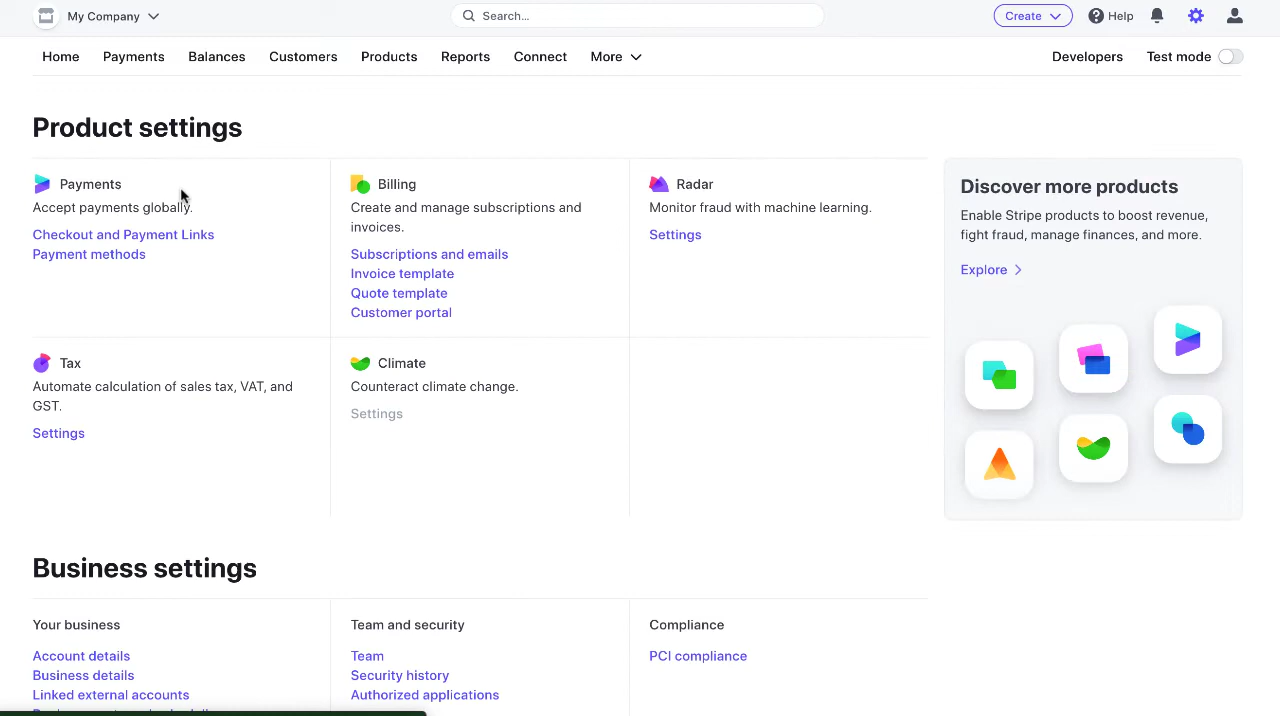 My Company
Search...
Create
Help
Home
Payments
Balances
Customers
Products
Reports
Connect
More
Developers
Test mode
Product settings
Payments
Accept payments globally.
Checkout and Payment Links
Payment methods
Billing
Create and manage subscriptions and
invoices.
Subscriptions and emails
Invoice template
Quote template
Customer portal
Radar
Monitor fraud with machine learning.
Settings
Discover more products
Enable Stripe products to boost revenue,
fight fraud, manage finances, and more.
Explore
Tax
Automate calculation of sales tax, VAT, and
GST.
Settings
Climate
Counteract climate change.
Settings
Business settings
Your business
Account details
Business details
Linked external accounts
Team and security
Team
Security history
Authorized applications
Compliance
PCI compliance